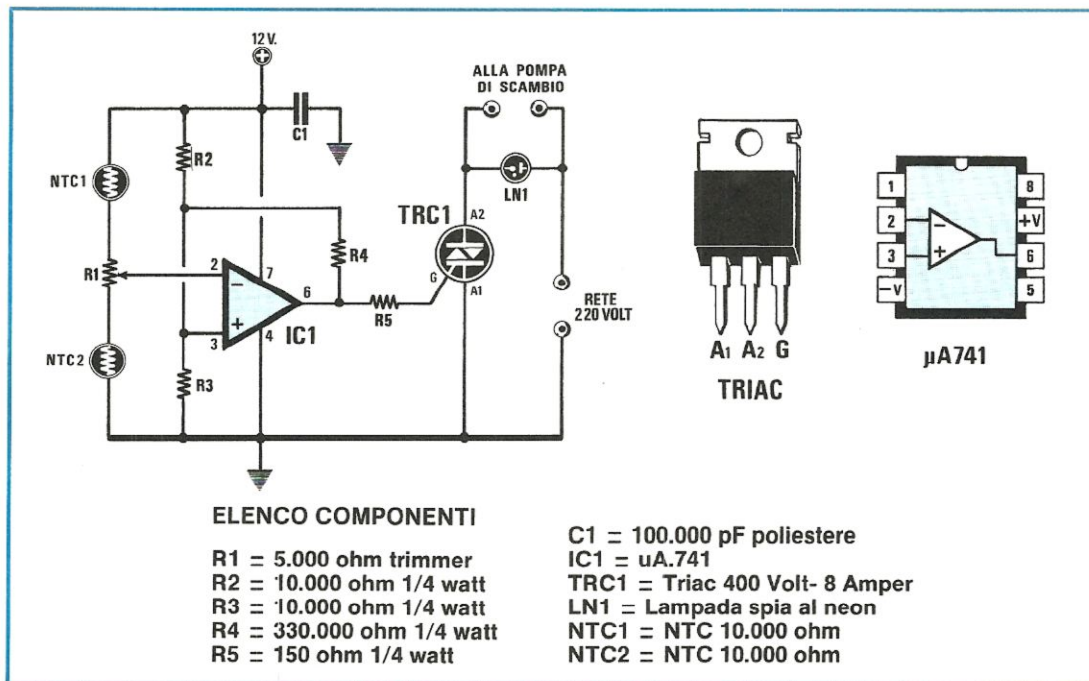 12 V.
C1
R2
NTC1
R1
NTC2
R3
2
3
7
4
6
IC1
R4
R5
TRC1
G
A2
A1
LN1
ALLA POMPA
DI SCAMBIO
RETE
220 VOLT
A1 A2 G
TRIAC
1
2
3
−V
8
+V
6
5
µA741
ELENCO COMPONENTI
R1 = 5.000 ohm trimmer
R2 = 10.000 ohm 1/4 watt
R3 = 10.000 ohm 1/4 watt
R4 = 330.000 ohm 1/4 watt
R5 = 150 ohm 1/4 watt
C1 = 100.000 pF poliestere
IC1 = uA.741
TRC1 = Triac 400 Volt- 8 Amper
LN1 = Lampada spia al neon
NTC1 = NTC 10.000 ohm
NTC2 = NTC 10.000 ohm